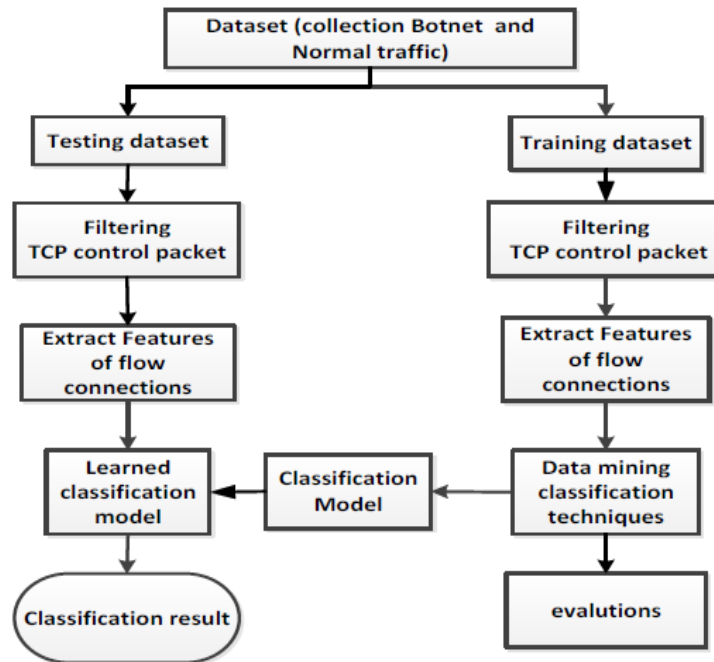 Dataset (collection Botnet and
Normal traffic)
Testing dataset
Training dataset
Filtering
TCP control packet
Filtering
TCP control packet
Extract Features
of flow
connections
Extract Features
of flow
connections
Learned
classification
model
Classification
Model
Data mining
classification
techniques
Classification result
evalutions